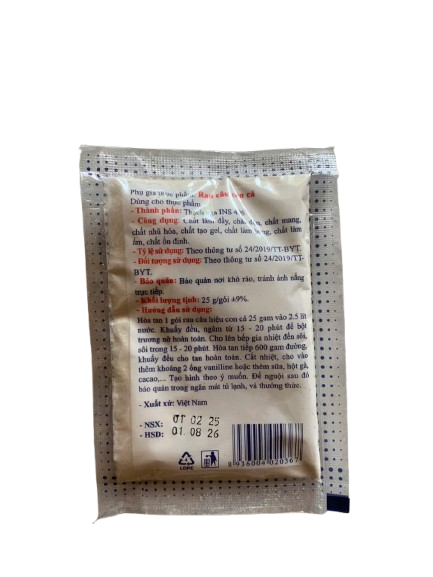 Phụ gia thực phẩm: Rau câu con cá
Dùng cho thực phẩm
- Thành phần: Thạch Aga INS 406
- Công dụng: Chất làm dầy, chất độn, chất mang,
chất nhũ hóa, chất tạo gel, chất làm bóng, chất làm
ẩm, chất ổn định.
- Tỷ lệ sử dụng: Theo thông tư số 24/2019/TT-BYT.
- Đối tượng sử dụng: Theo thông tư số 24/2019/TT-
BYT.
- Bảo quản: Bảo quản nơi khô ráo, tránh ánh nắng
trực tiếp.
- Khối lượng tịnh: 25 g/gói ±9%.
- Hướng dẫn sử dụng:
Hòa tan 1 gói rau câu hiệu con cá 25 gam vào 2.5 lít
nước. Khuấy đều, ngâm từ 15 - 20 phút để bột
trương nở hoàn toàn. Cho lên bếp gia nhiệt đến sôi,
sôi trong 15 - 20 phút. Hòa tan tiếp 600 gam đường,
khuấy đều cho tan hoàn toàn. Cất nhiệt, cho vào
thêm khoảng 2 ống vanilline hoặc thêm sữa, hột gà,
cacao,... Tạo hình theo ý muốn. Để nguội sau đó
bảo quản trong ngăn mát tủ lạnh, và thưởng thức.
- Xuất xứ: Việt Nam
- NSX: 01 02 25
- HSD: 01 08 26
LDPE
8 936004 020367